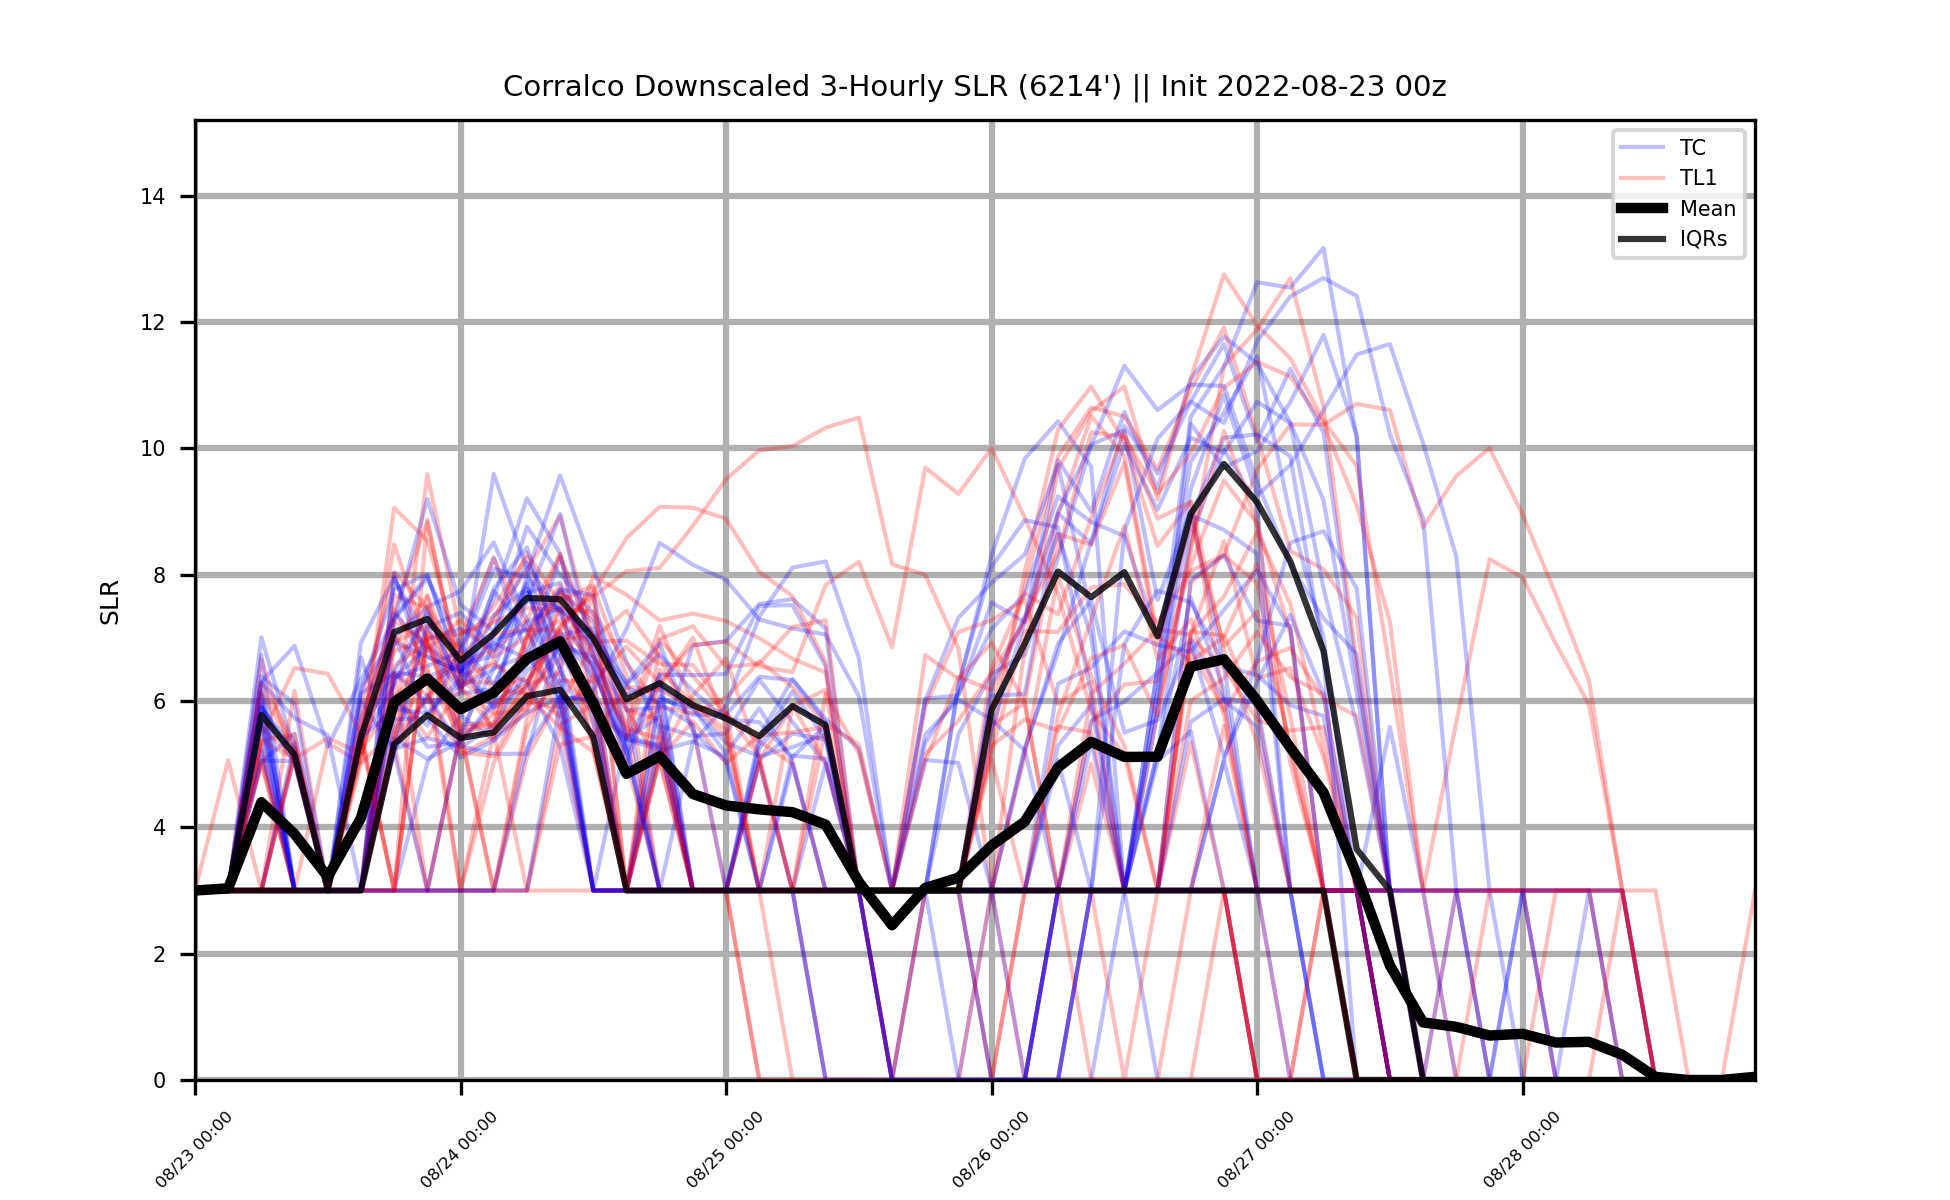 Corralco Downscaled 3-Hourly SLR (6214') || Init 2022-08-23 00z
TC
TL1
Mean
IQRs
SLR
14
12
10
8
6
4
2
0
08/23 00:00
08/24 00:00
08/25 00:00
08/26 00:00
08/27 00:00
08/28 00:00